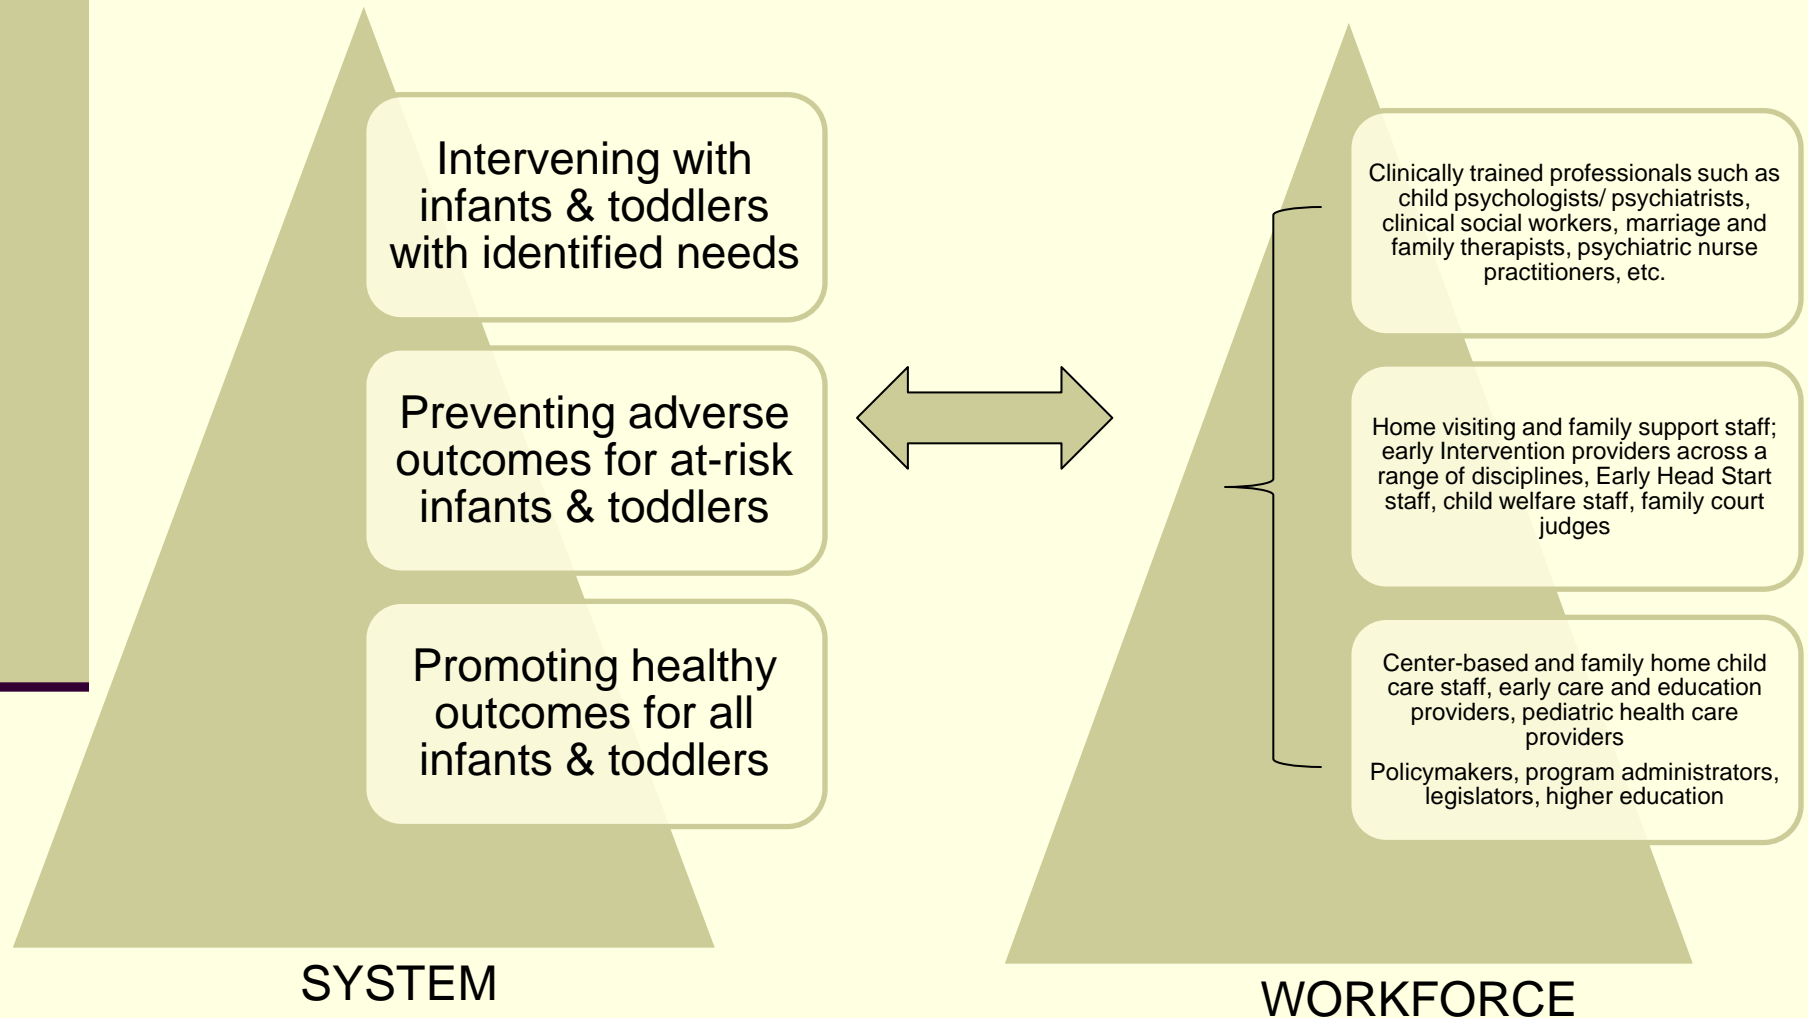 Intervening with
infants & toddlers
with identified needs
Preventing adverse
outcomes for at-risk
infants & toddlers
Promoting healthy
outcomes for all
infants & toddlers
SYSTEM
Clinically trained professionals such as
child psychologists/ psychiatrists,
clinical social workers, marriage and
family therapists, psychiatric nurse
practitioners, etc.
Home visiting and family support staff;
early Intervention providers across a
range of disciplines, Early Head Start
staff, child welfare staff, family court
judges
Center-based and family home child
care staff, early care and education
providers, pediatric health care
providers
Policymakers, program administrators,
legislators, higher education
WORKFORCE